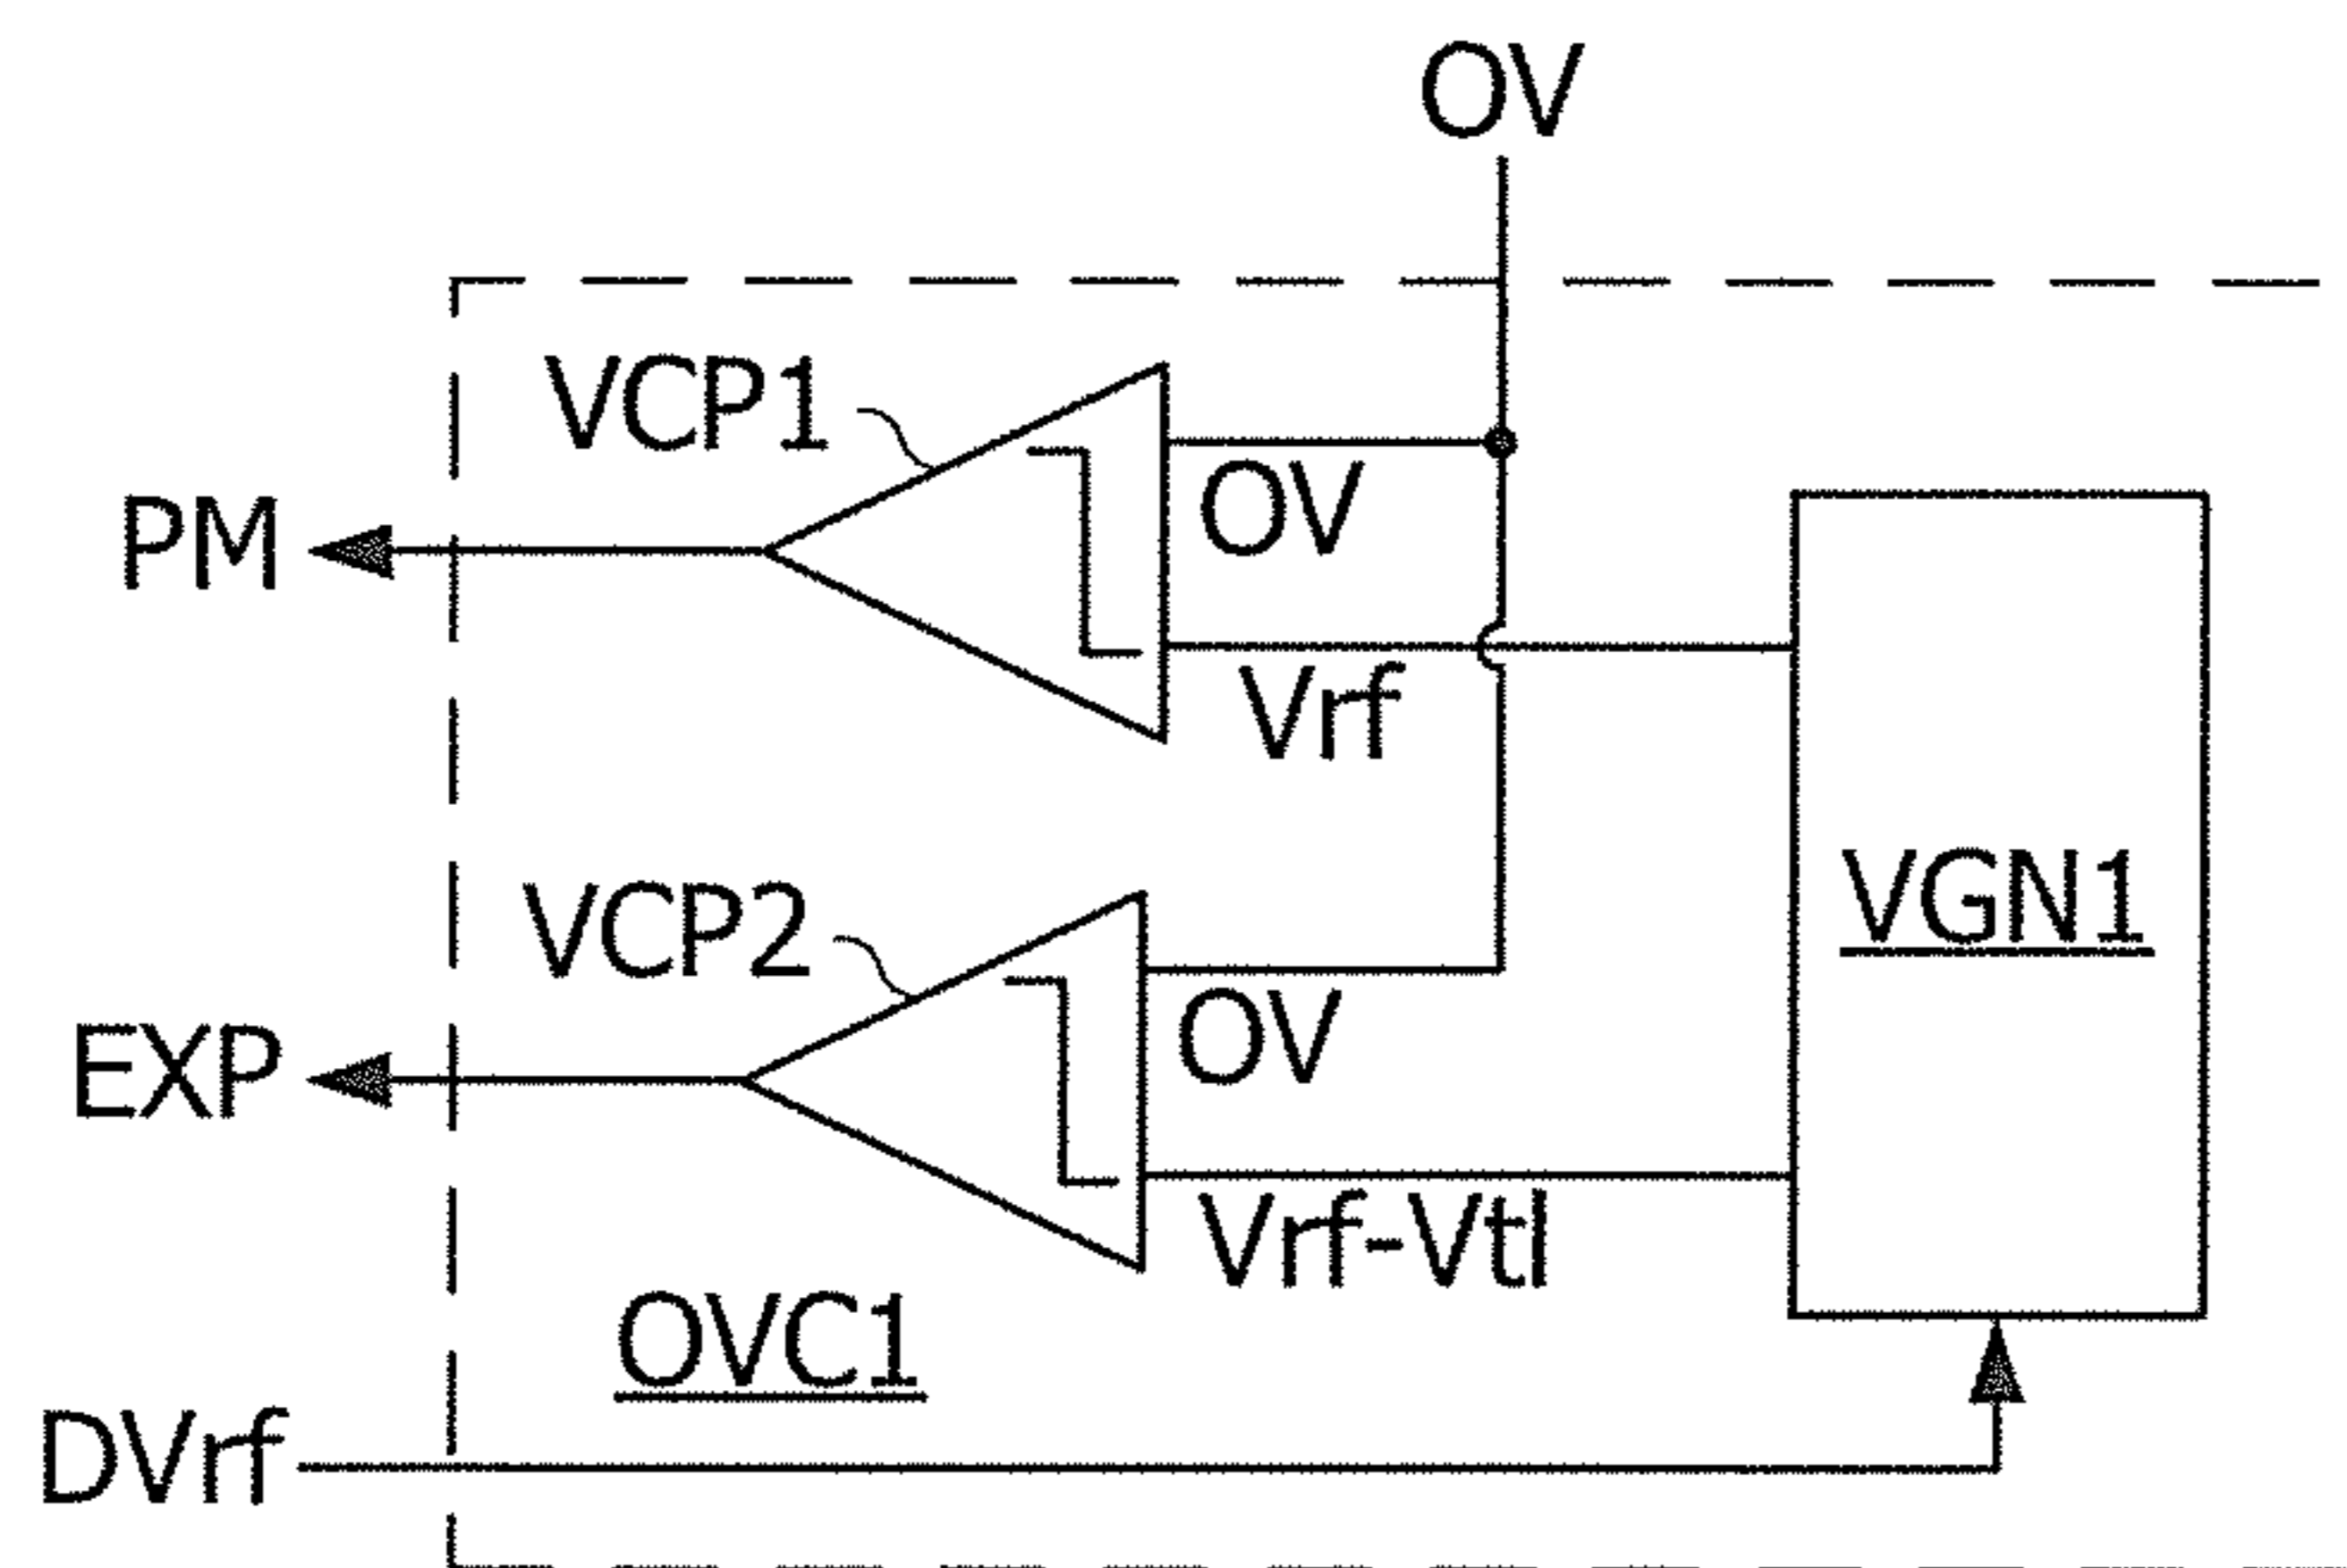 OV
VCP1
OV
PM
Vrf
VGN1
VCP2
OV
EXP
Vrf-Vtl
OVC1
DVrf